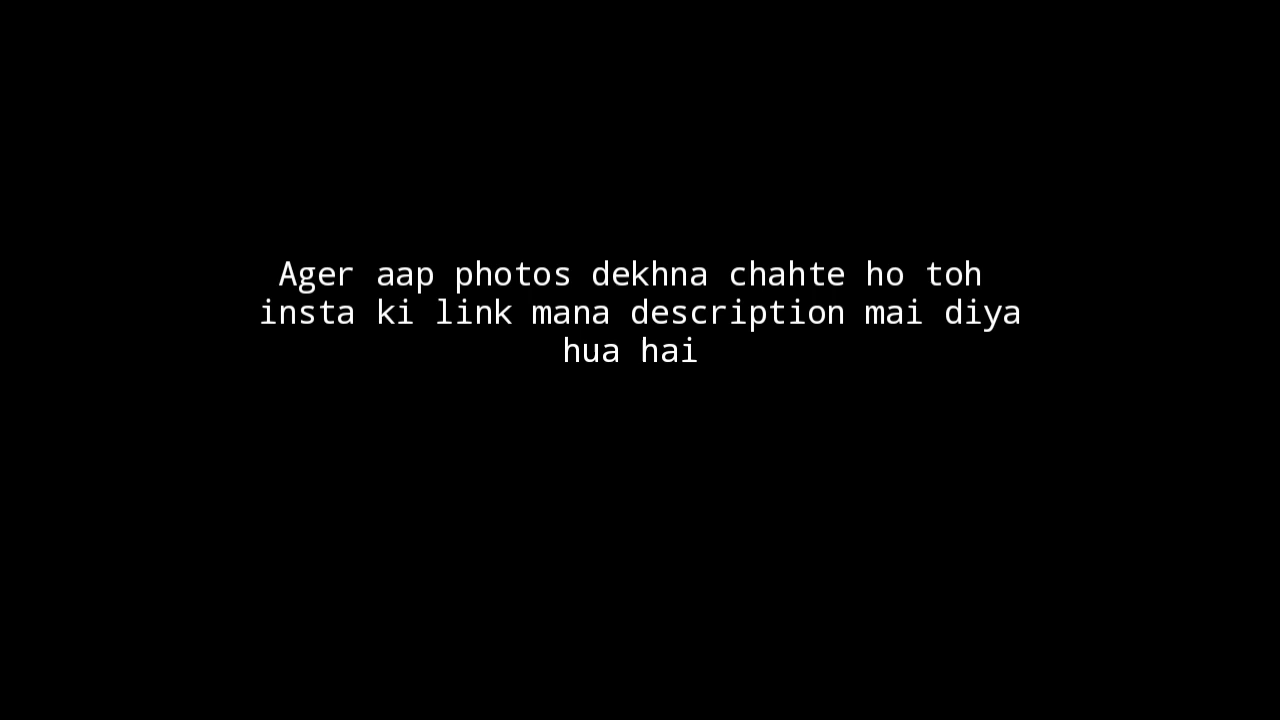 Ager aap photos dekhna chahte ho toh
insta ki link mana description mai diya
hua hai